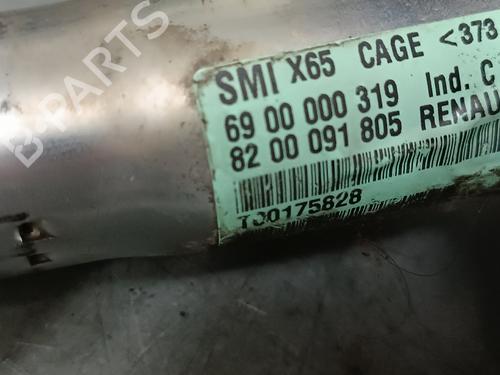 SMI X65 CAGE <373
69 00 000 319 Ind. C
82 00 091 805 RENAU
T00175828
B-PARTS